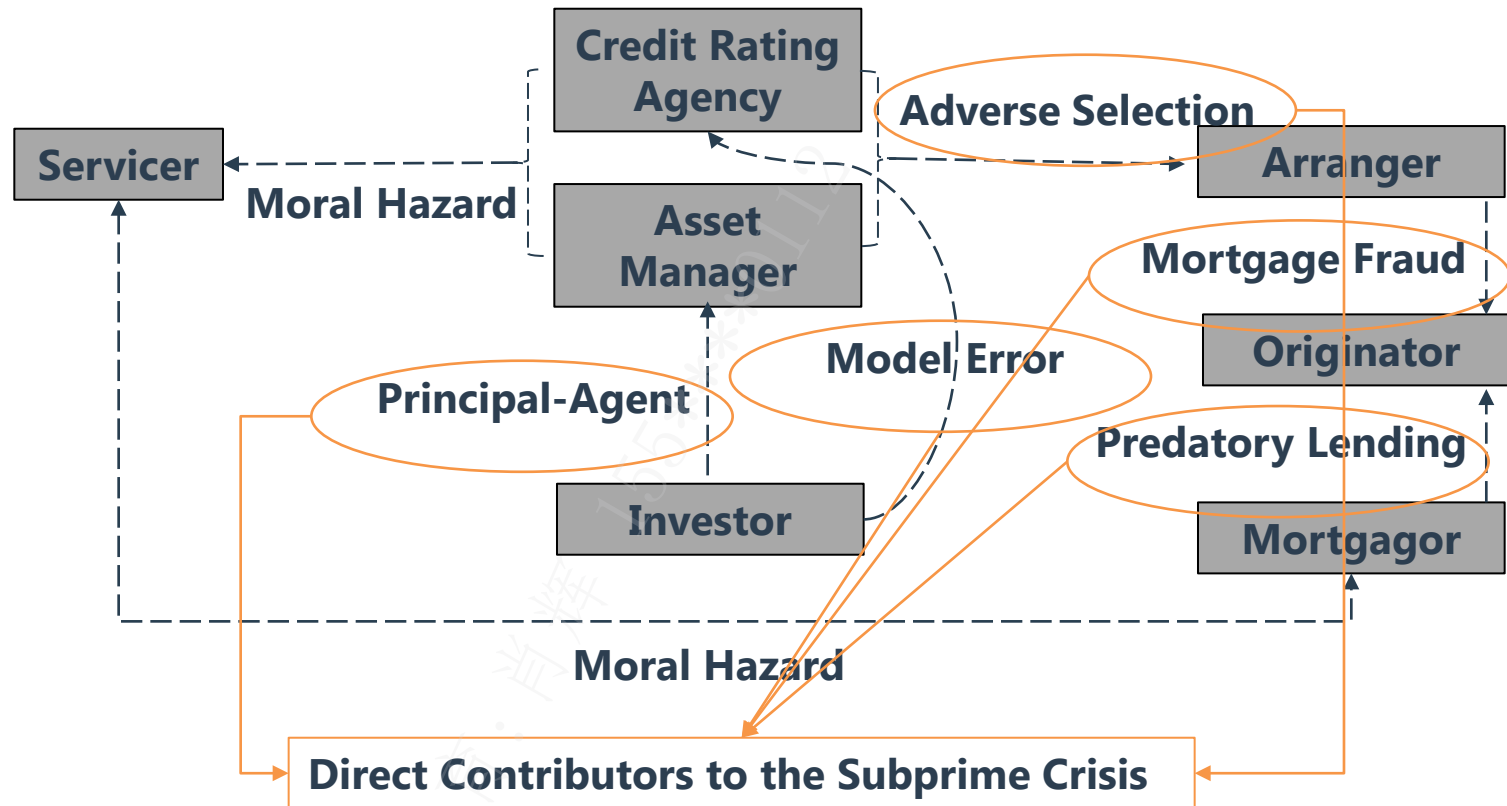 Credit Rating
Agency
Adverse Selection
Servicer
Arranger
Moral Hazard
Asset
Manager
Mortgage Fraud
Model Error
Originator
Principal-Agent
Predatory Lending
Investor
Mortgagor
Moral Hazard
Direct Contributors to the Subprime Crisis